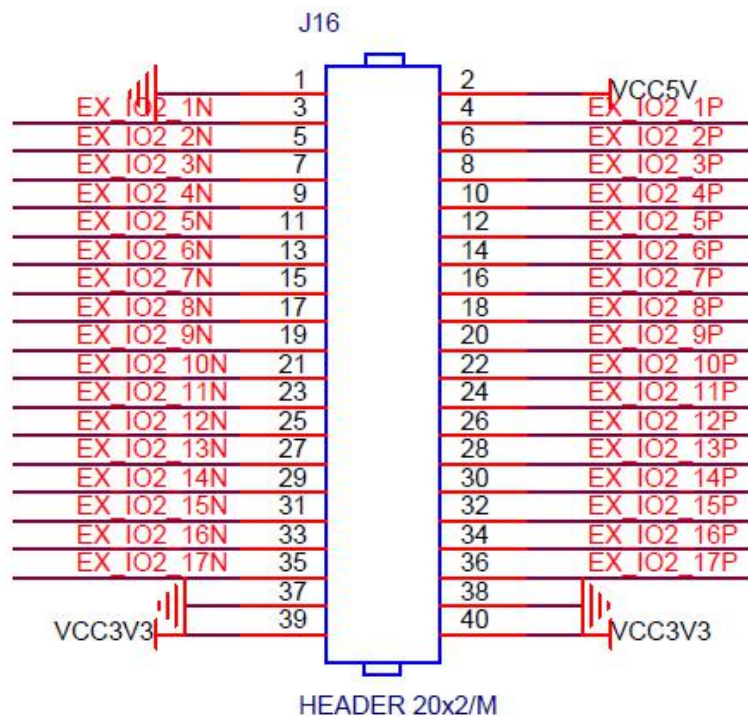 J16
1 2 VCC5V
EX_IO2_1N 3 4 EX_IO2_1P
EX_IO2_2N 5 6 EX_IO2_2P
EX_IO2_3N 7 8 EX_IO2_3P
EX_IO2_4N 9 10 EX_IO2_4P
EX_IO2_5N 11 12 EX_IO2_5P
EX_IO2_6N 13 14 EX_IO2_6P
EX_IO2_7N 15 16 EX_IO2_7P
EX_IO2_8N 17 18 EX_IO2_8P
EX_IO2_9N 19 20 EX_IO2_9P
EX_IO2_10N 21 22 EX_IO2_10P
EX_IO2_11N 23 24 EX_IO2_11P
EX_IO2_12N 25 26 EX_IO2_12P
EX_IO2_13N 27 28 EX_IO2_13P
EX_IO2_14N 29 30 EX_IO2_14P
EX_IO2_15N 31 32 EX_IO2_15P
EX_IO2_16N 33 34 EX_IO2_16P
EX_IO2_17N 35 36 EX_IO2_17P
37 38
VCC3V3 39 40 VCC3V3
HEADER 20x2/M